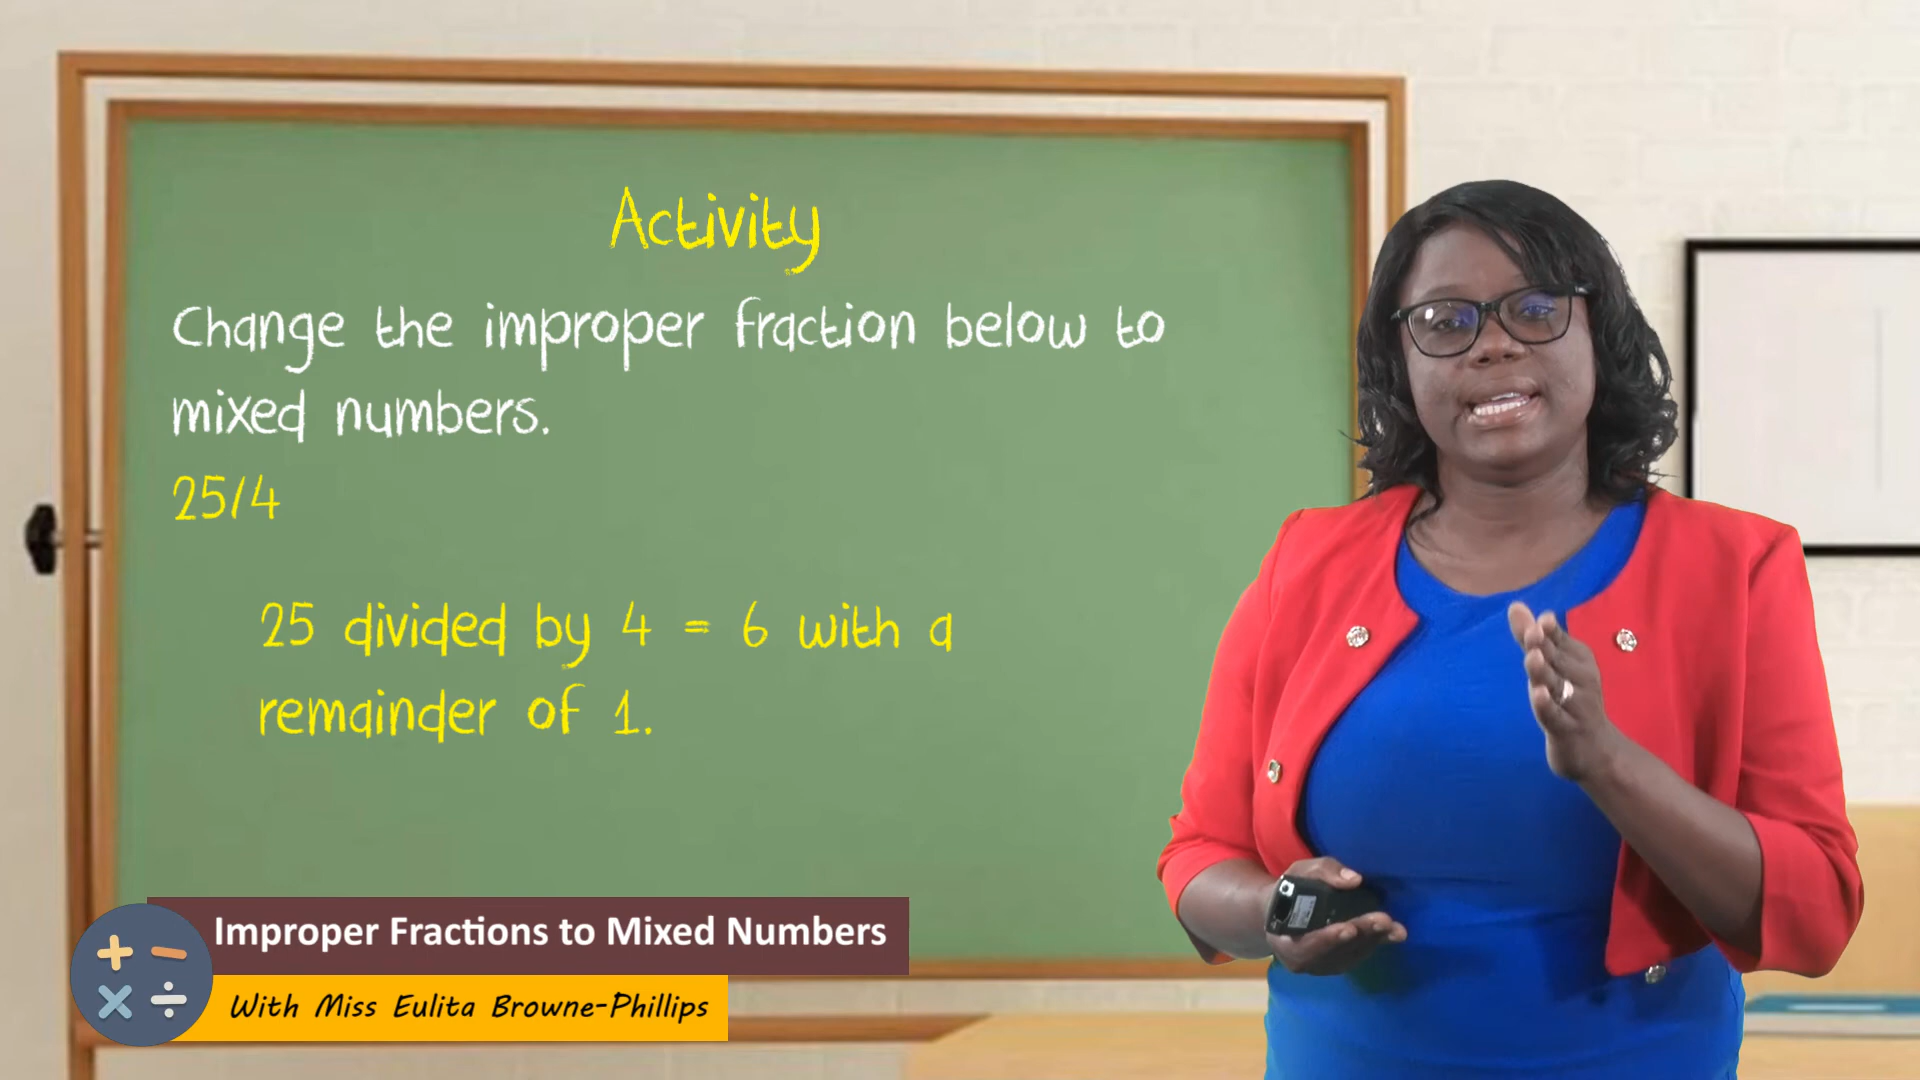 Activity
Change the improper fraction below to
mixed numbers.
25/4
25 divided by 4 = 6 with a
remainder of 1.
Improper Fractions to Mixed Numbers
With Miss Eulita Browne-Phillips